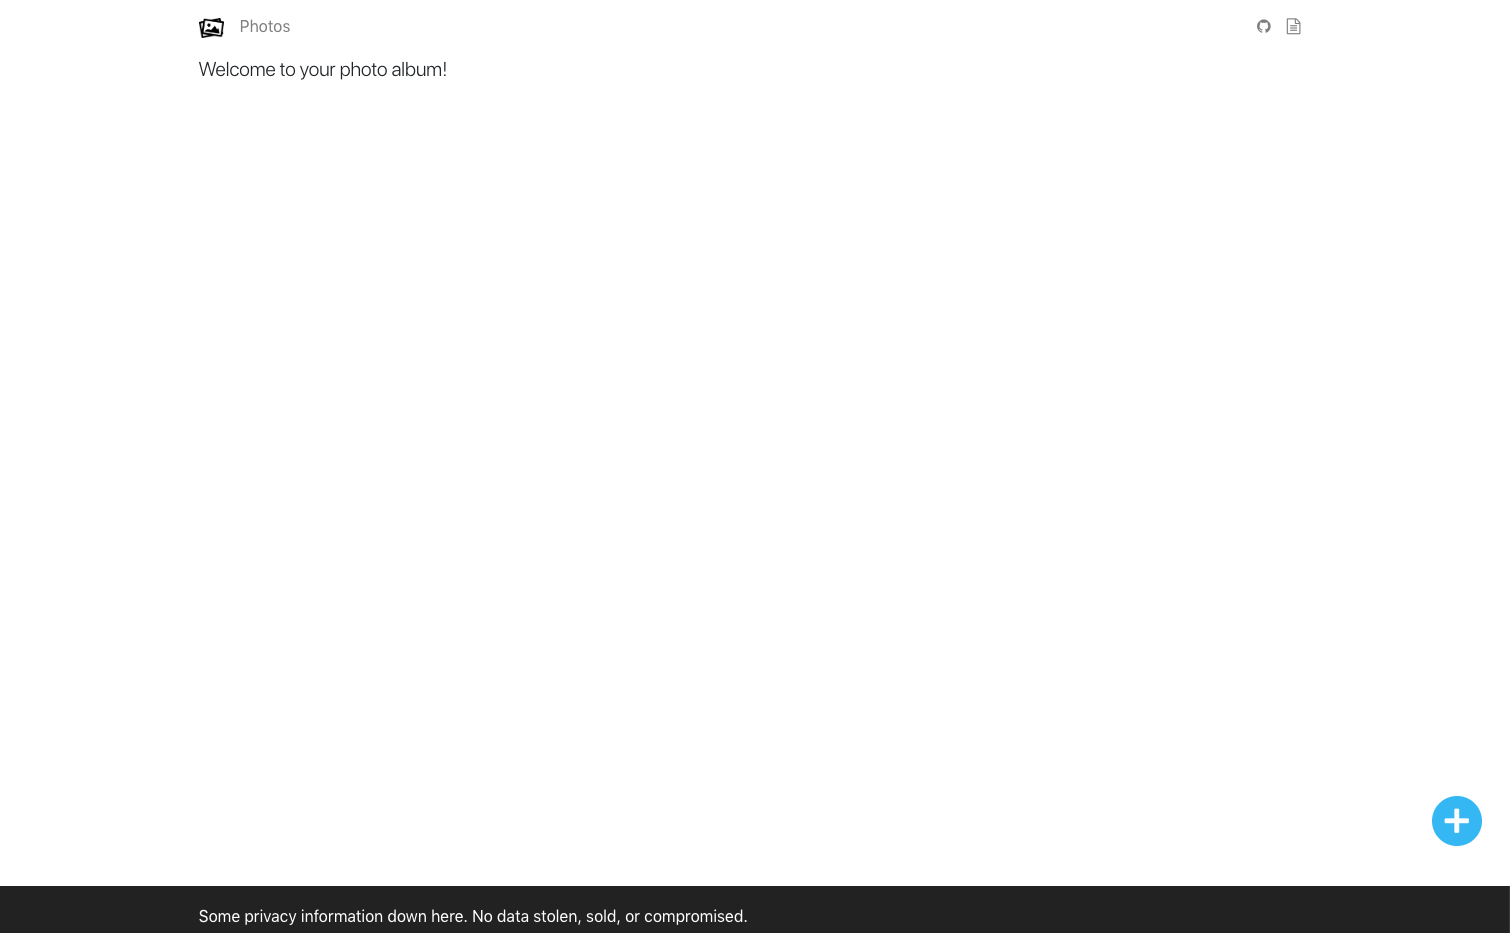 Photos
Welcome to your photo album!
Some privacy information down here. No data stolen, sold, or compromised.